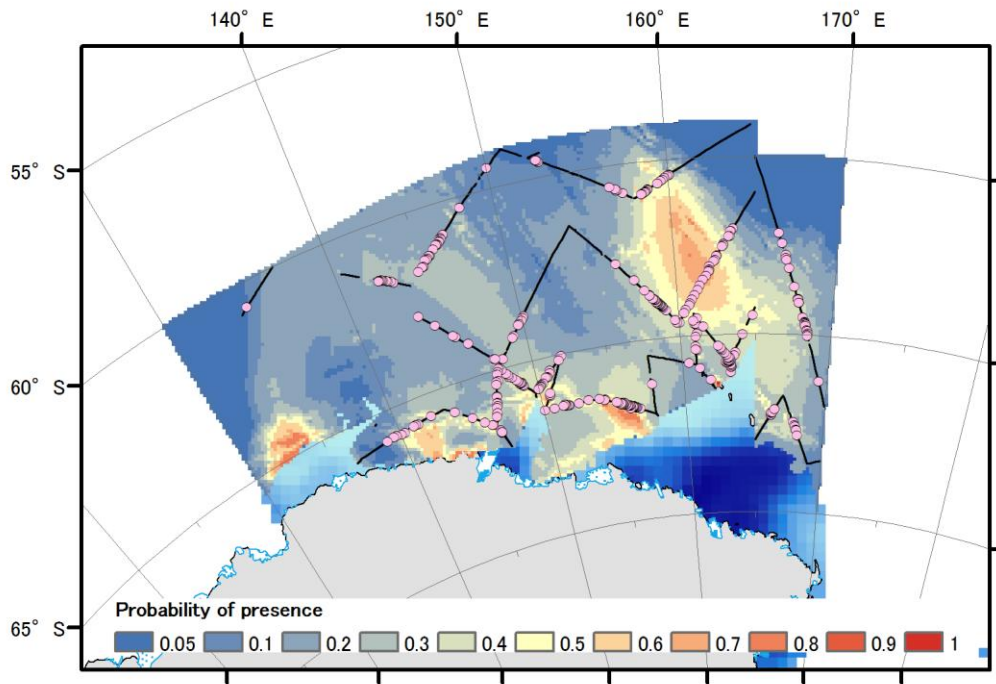 140° E 150° E 160° E 170° E
55° S
60° S
65° S
Probability of presence
0.05 0.1 0.2 0.3 0.4 0.5 0.6 0.7 0.8 0.9 1